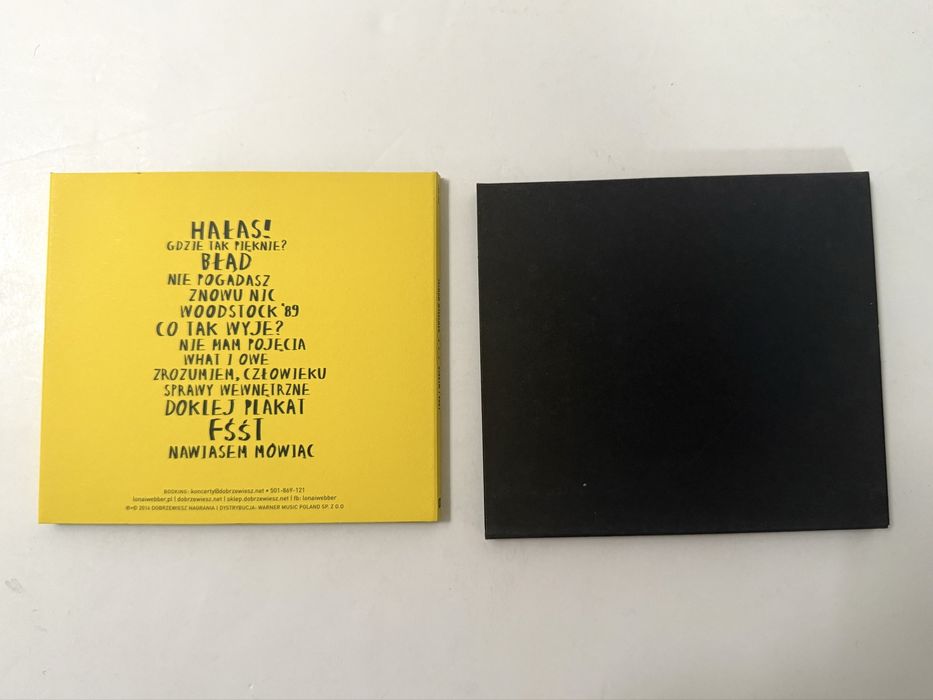 HAŁAS!
GDZIE TAK PIĘKNIE?
BŁĄD
NIE POGADASZ
ZNOWU NIC
WOODSTOCK '89
CO TAK WYJE?
NIE MAM POJĘCIA
WHAT I OWE
ZROZUMIEM, CZŁOWIEKU
SPRAWY WEWNĘTRZNE
DOKLEJ PLAKAT
FŚŚT
NAWIASEM MÓWIĄC
BOOKING: koncerty@dobrzewiesz.net • 501-869-121
lonaiwebber.pl | dobrzewiesz.net | sklep.dobrzewiesz.net | fb: lonaiwebber
℗+© 2016 DOBRZEWIESZ NAGRANIA | DYSTRYBUCJA: WARNER MUSIC POLAND SP. Z O.O